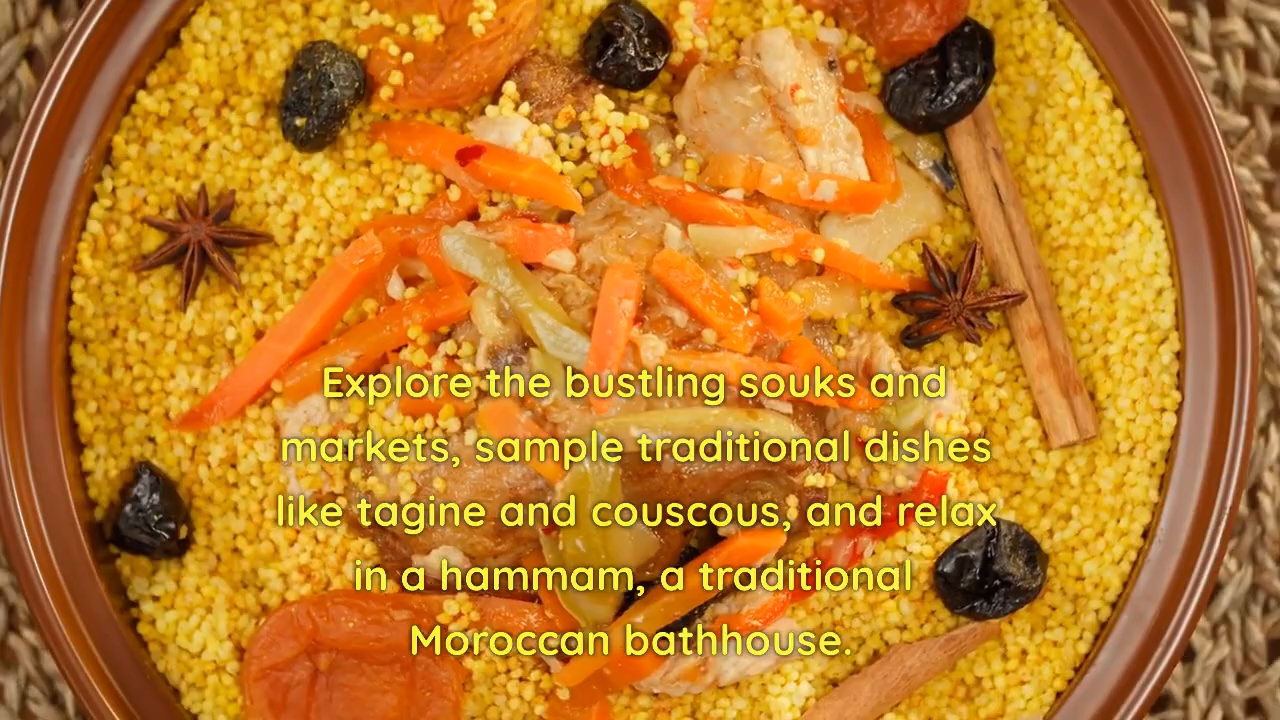 Explore the bustling souks and
markets, sample traditional dishes
like tagine and couscous, and relax
in a hammam, a traditional
Moroccan bathhouse.